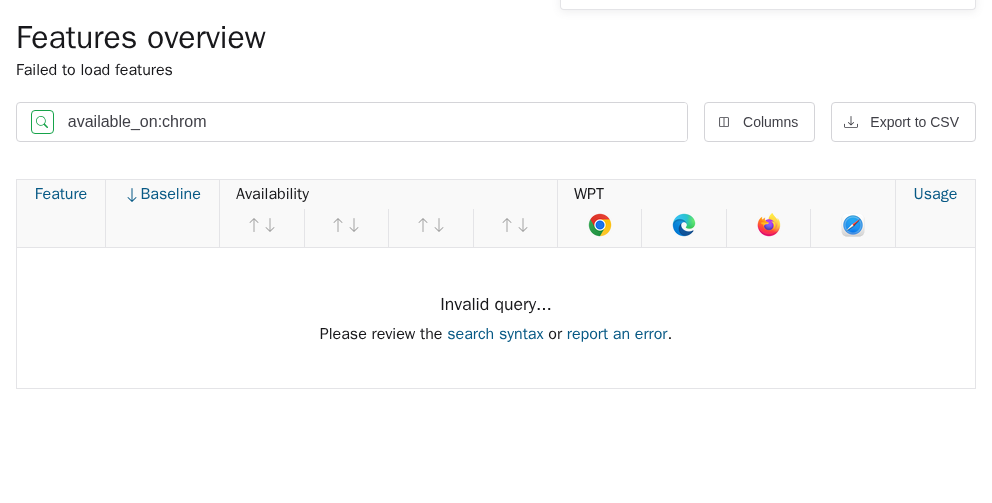 Features overview
Failed to load features
available_on:chrom
Columns
Export to CSV
Feature
Baseline
Availability
WPT
Usage
Invalid query...
Please review the search syntax or report an error.